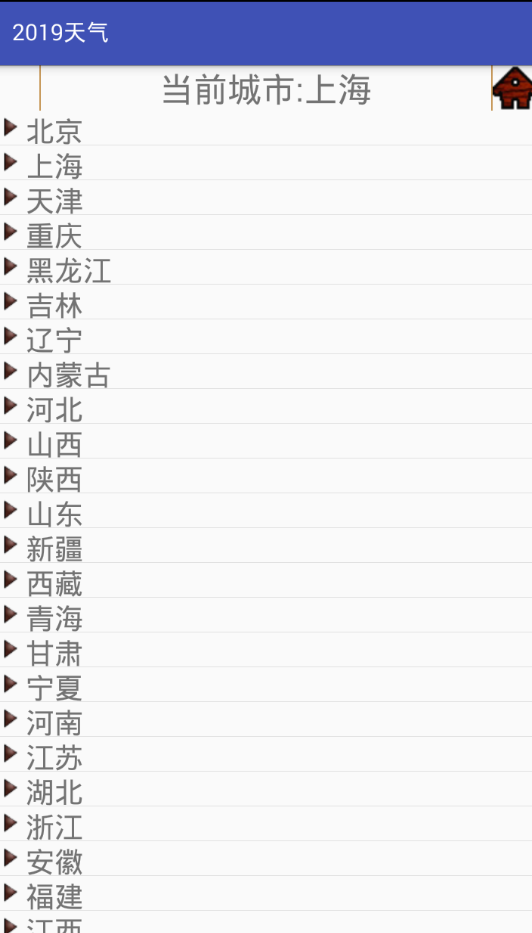 2019天气
当前城市:上海
北京
上海
天津
重庆
黑龙江
吉林
辽宁
内蒙古
河北
山西
陕西
山东
新疆
西藏
青海
甘肃
宁夏
河南
江苏
湖北
浙江
安徽
福建
江西